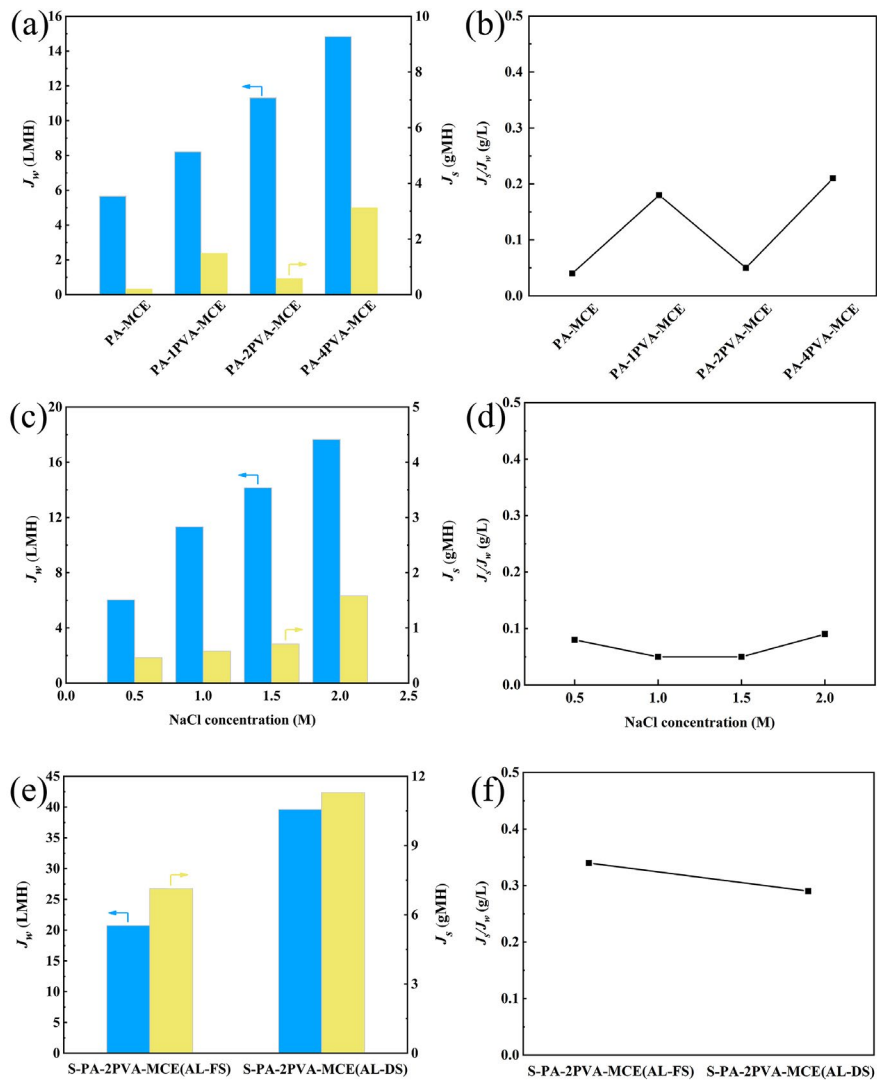 (a)
16
14
12
10
8
6
4
2
0
J_w (LMH)
10
8
6
4
2
0
J_s (gMH)
PA-MCE
PA-1PVA-MCE
PA-2PVA-MCE
PA-4PVA-MCE
(b)
0.5
0.4
0.3
0.2
0.1
0.0
J_s/J_w (g/L)
PA-MCE
PA-1PVA-MCE
PA-2PVA-MCE
PA-4PVA-MCE
(c)
20
16
12
8
4
0
J_w (LMH)
5
4
3
2
1
0
J_s (gMH)
0.0 0.5 1.0 1.5 2.0 2.5
NaCl concentration (M)
(d)
0.5
0.4
0.3
0.2
0.1
0.0
J_s/J_w (g/L)
0.5 1.0 1.5 2.0
NaCl concentration (M)
(e)
45
40
35
30
25
20
15
10
5
0
J_w (LMH)
12
9
6
3
0
J_s (gMH)
S-PA-2PVA-MCE(AL-FS) S-PA-2PVA-MCE(AL-DS)
(f)
0.5
0.4
0.3
0.2
0.1
0.0
J_s/J_w (g/L)
S-PA-2PVA-MCE(AL-FS) S-PA-2PVA-MCE(AL-DS)